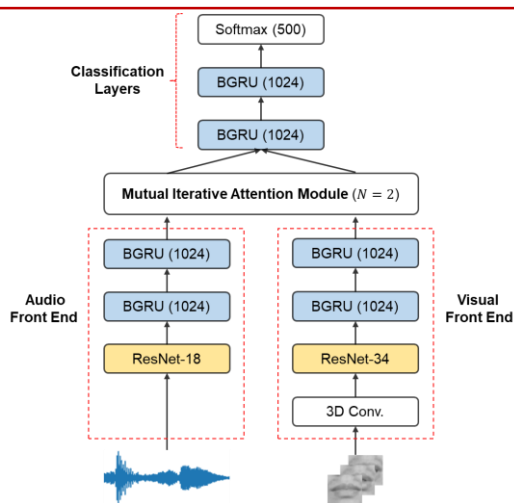 Softmax (500)
Classification
Layers
BGRU (1024)
BGRU (1024)
Mutual Iterative Attention Module (N = 2)
BGRU (1024)
BGRU (1024)
Audio
Front End
BGRU (1024)
BGRU (1024)
Visual
Front End
ResNet-18
ResNet-34
3D Conv.